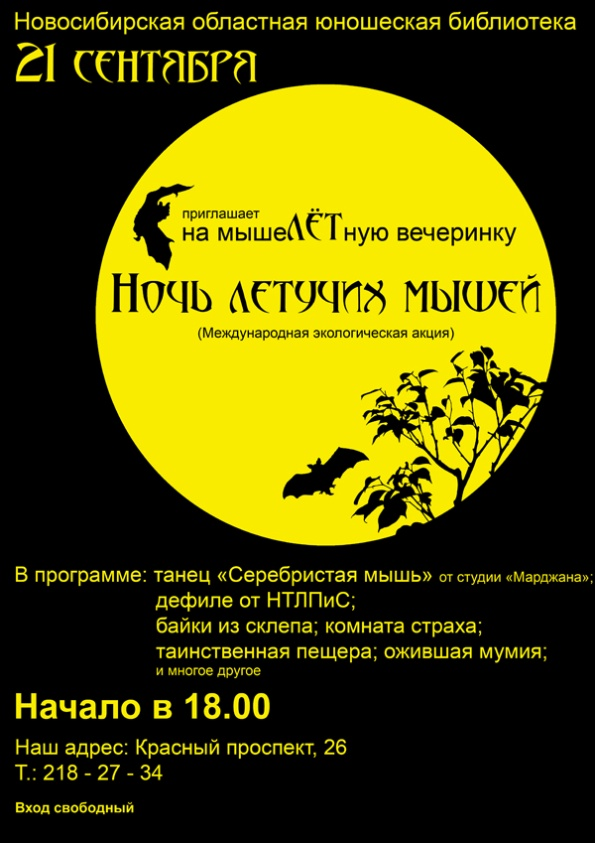 Новосибирская областная юношеская библиотека
21 сентября
приглашает
на мышеЛЁТную вечеринку
Ночь летучих мышей
(Международная экологическая акция)
В программе: танец «Серебристая мышь» от студии «Марджана»;
дефиле от НТЛПиС;
байки из склепа; комната страха;
таинственная пещера; ожившая мумия;
и многое другое
Начало в 18.00
Наш адрес: Красный проспект, 26
Т.: 218 - 27 - 34
Вход свободный